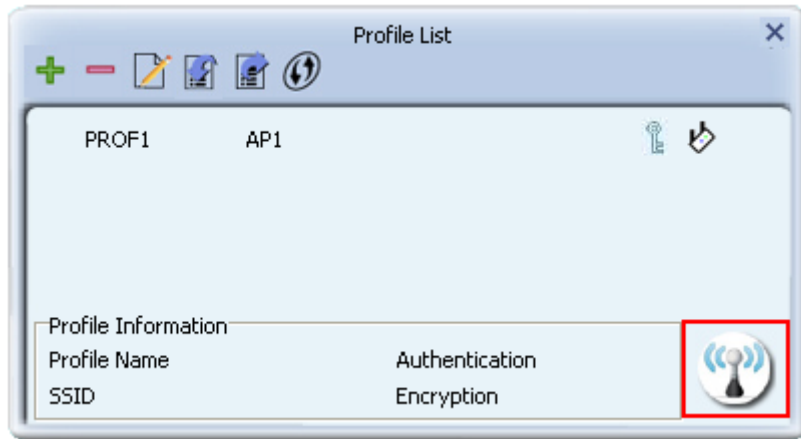 Profile List
PROF1 AP1
Profile Information
Profile Name Authentication
SSID Encryption